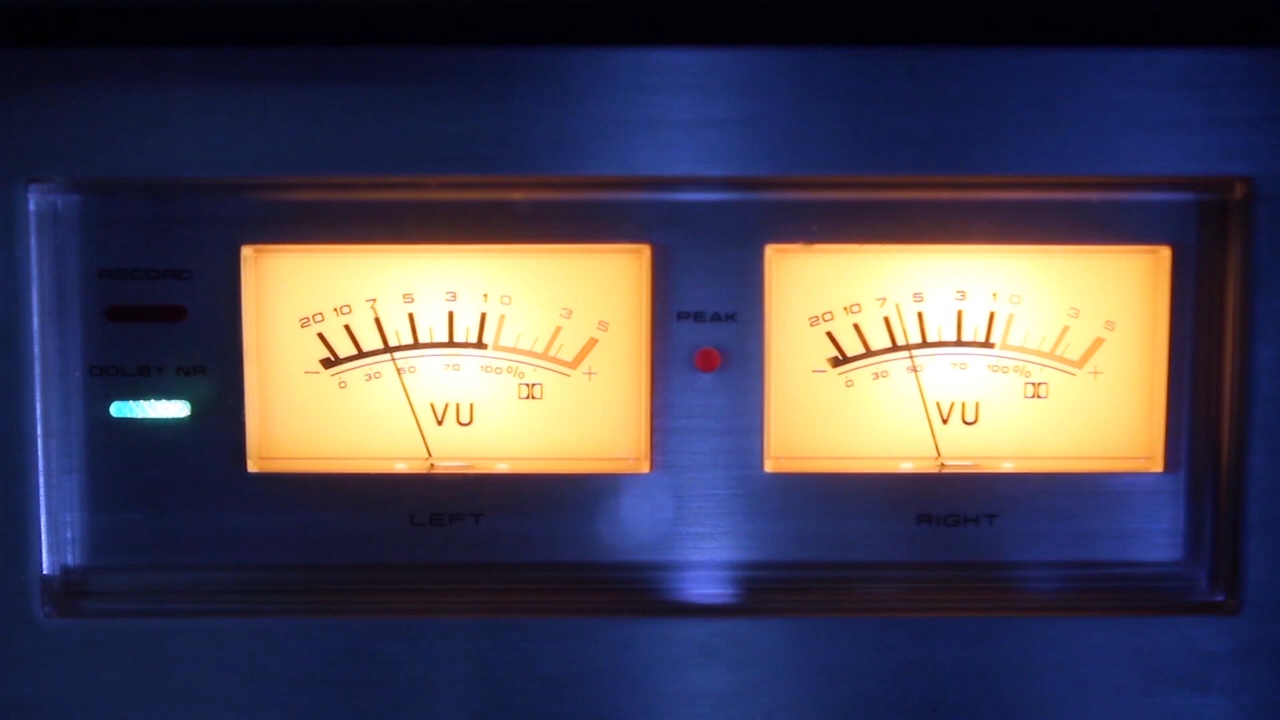 RECORD
DOLBY NR
20 10 7 5 3 1 0 3 5
- 0 30 50 70 100% +
VU
LEFT
PEAK
20 10 7 5 3 1 0 3 5
- 0 30 50 70 100% +
VU
RIGHT